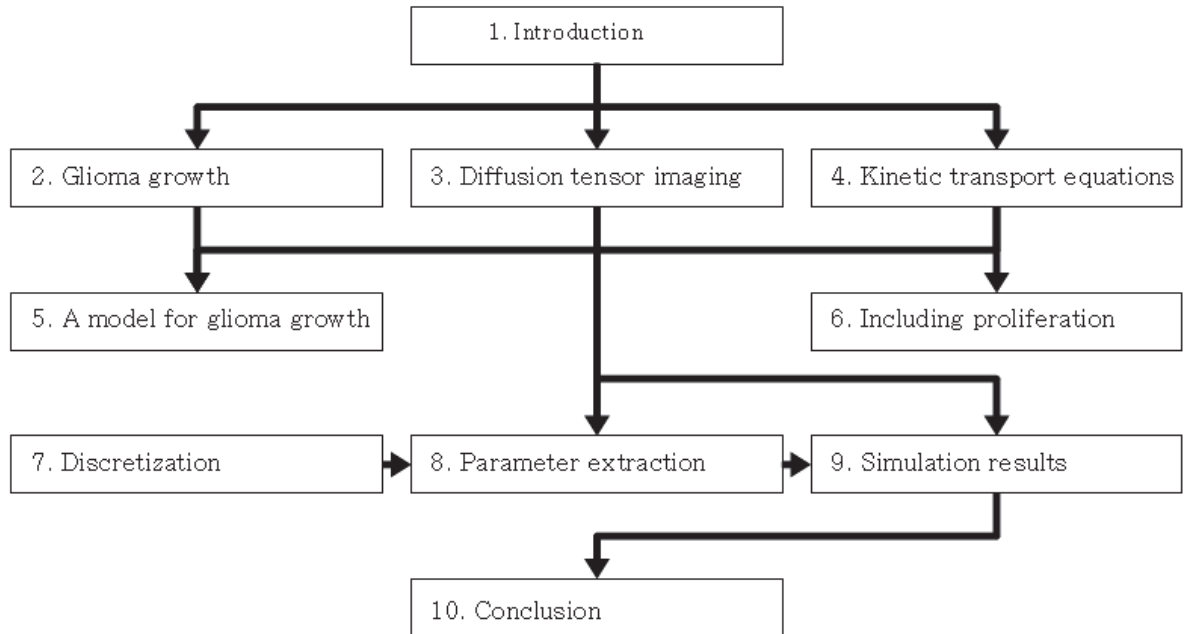 1. Introduction
2. Glioma growth
3. Diffusion tensor imaging
4. Kinetic transport equations
5. A model for glioma growth
6. Including proliferation
7. Discretization
8. Parameter extraction
9. Simulation results
10. Conclusion